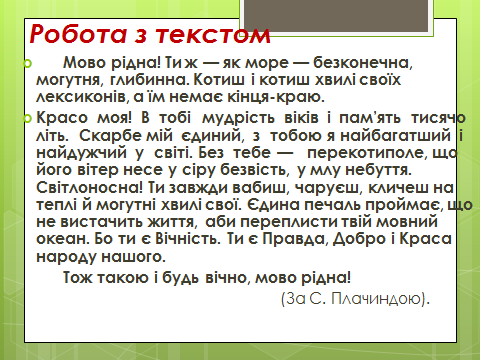 Робота з текстом
Мово рідна! Ти ж — як море — безконечна,
могутня, глибинна. Котиш і котиш хвилі своїх
лексиконів, а їм немає кінця-краю.
Красо моя! В тобі мудрість віків і пам'ять тисячо
літь. Скарбе мій єдиний, з тобою я найбагатший і
найдужчий у світі. Без тебе — перекотиполе, що
його вітер несе у сіру безвість, у млу небуття.
Світлоносна! Ти завжди вабиш, чаруєш, кличеш на
теплі й могутні хвилі свої. Єдина печаль проймає, що
не вистачить життя, аби переплисти твій мовний
океан. Бо ти є Вічність. Ти є Правда, Добро і Краса
народу нашого.
Тож такою і будь вічно, мово рідна!
(За С. Плачиндою).